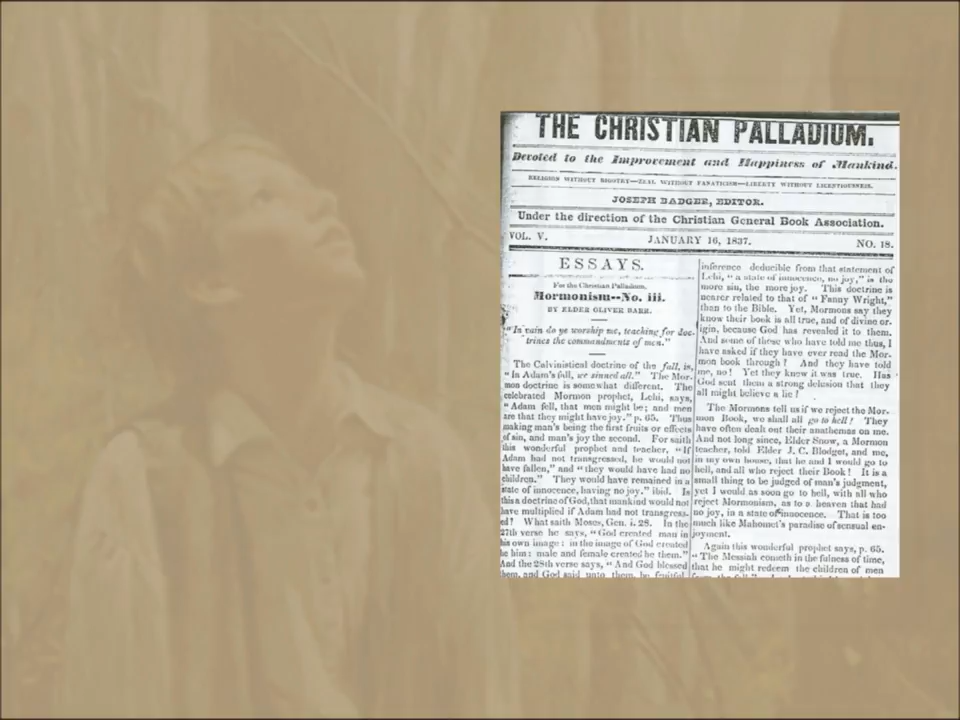 THE CHRISTIAN PALLADIUM.
Devoted to the Improvement and Happiness of Mankind.
RELIGION WITHOUT BIGOTRY—ZEAL WITHOUT FANATICISM—LIBERTY WITHOUT LICENTIOUSNESS.
JOSEPH BADGER, EDITOR.
Under the direction of the Christian General Book Association.
VOL. V. JANUARY 16, 1837. NO. 18.
ESSAYS.
For the Christian Palladium.
Mormonism--No. iii.
BY ELDER OLIVER BARR.
"In vain do ye worship me, teaching for doc-
trines the commandments of men."
The Calvinistical doctrine of the fall, is,
"In Adam's fall, we sinned all." The Mor-
mon doctrine is somewhat different. The
celebrated Mormon prophet, Lehi, says,
"Adam fell, that men might be; and men
are that they might have joy." p. 65. Thus
making man's being the first fruits or effects
of sin, and man's joy the second. For saith
this wonderful prophet and teacher, "If
Adam had not transgressed, he would not
have fallen," and "they would have had no
children." They would have remained in a
state of innocence, having no joy." ibid. Is
this a doctrine of God, that mankind would not
have multiplied if Adam had not transgress-
ed? What saith Moses, Gen. i. 28. In the
27th verse he says, "God created man in
his own image: in the image of God created
he him: male and female created he them."
And the 28th verse says, "And God blessed
them, and God said unto them, be fruitful
inference deducible from that statement of
Lehi, "a state of innocence, no joy," is the
more sin, the more joy. This doctrine is
nearer related to that of "Fanny Wright,"
than to the Bible. Yet, Mormons say they
know their book is all true, and of divine or-
igin, because God has revealed it to them.
And some of those who have told me thus, I
have asked if they have ever read the Mor-
mon book through? And they have told
me, no! Yet they knew it was true. Has
God sent them a strong delusion that they
all might believe a lie?
The Mormons tell us if we reject the Mor-
mon Book, we shall all go to hell! They
have often dealt out their anathemas on me.
And not long since, Elder Snow, a Mormon
teacher, told Elder J. C. Blodget, and me,
in my own house, that he and I would go to
hell, and all who reject their Book! It is a
small thing to be judged of man's judgment,
yet I would as soon go to hell, with all who
reject Mormonism, as to a heaven that had
no joy, in a state of innocence. That is too
much like Mahomet's paradise of sensual en-
joyment.
Again this wonderful prophet says, p. 65.
"The Messiah cometh in the fulness of time,
that he might redeem the children of men